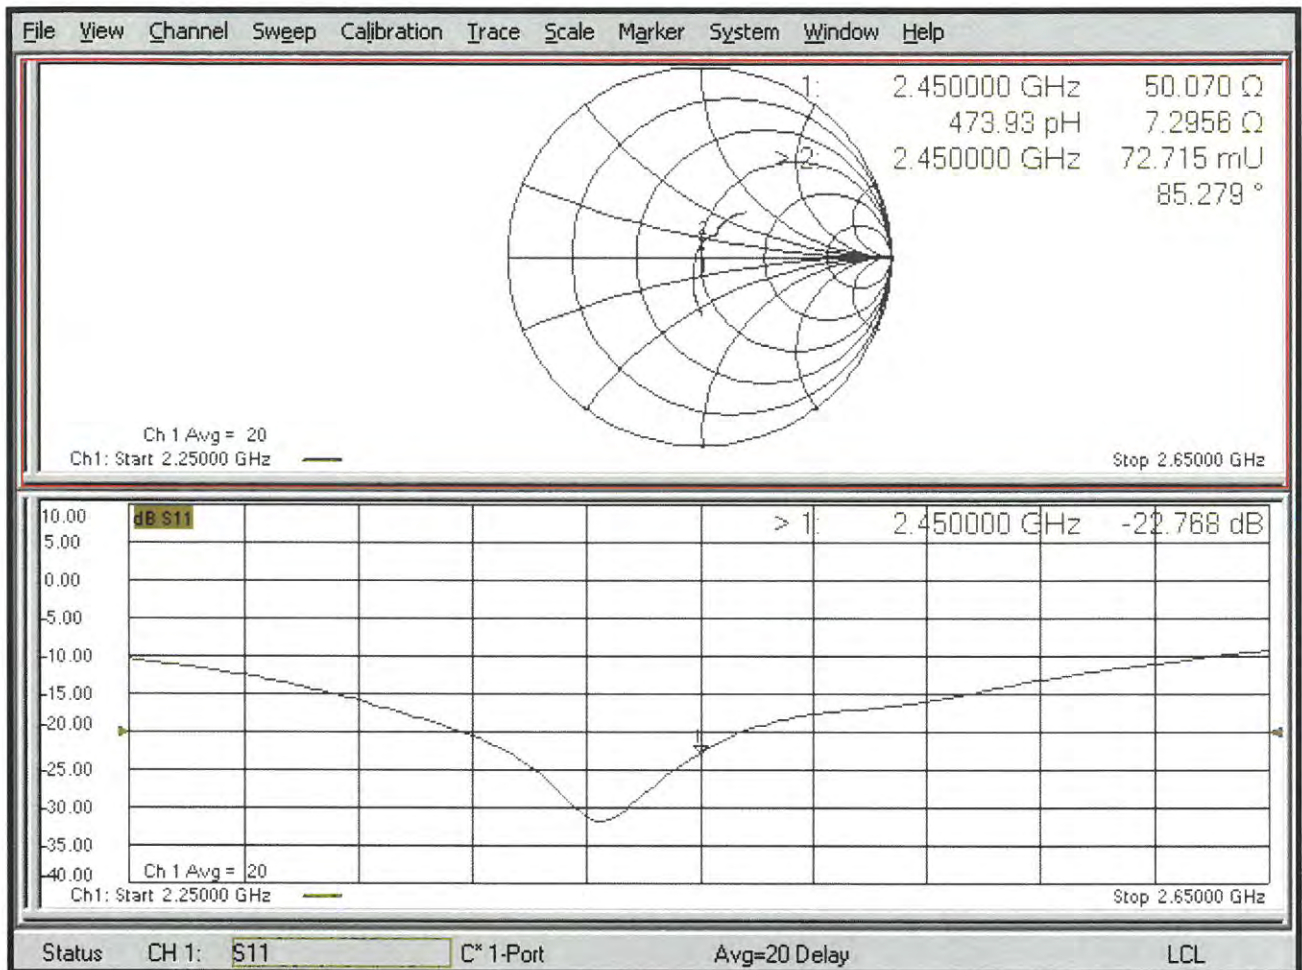 File View Channel Sweep Calibration Trace Scale Marker System Window Help
1: 2.450000 GHz 50.070 Ω
473.93 pH 7.2956 Ω
> 2: 2.450000 GHz 72.715 mU
85.279 °
Ch 1 Avg = 20
Ch1: Start 2.25000 GHz Stop 2.65000 GHz
10.00 dB S11 > 1: 2.450000 GHz -22.768 dB
5.00
0.00
-5.00
-10.00
-15.00
-20.00
-25.00
-30.00
-35.00
-40.00 Ch 1 Avg = 20
Ch1: Start 2.25000 GHz Stop 2.65000 GHz
Status CH 1: S11 C* 1-Port Avg=20 Delay LCL